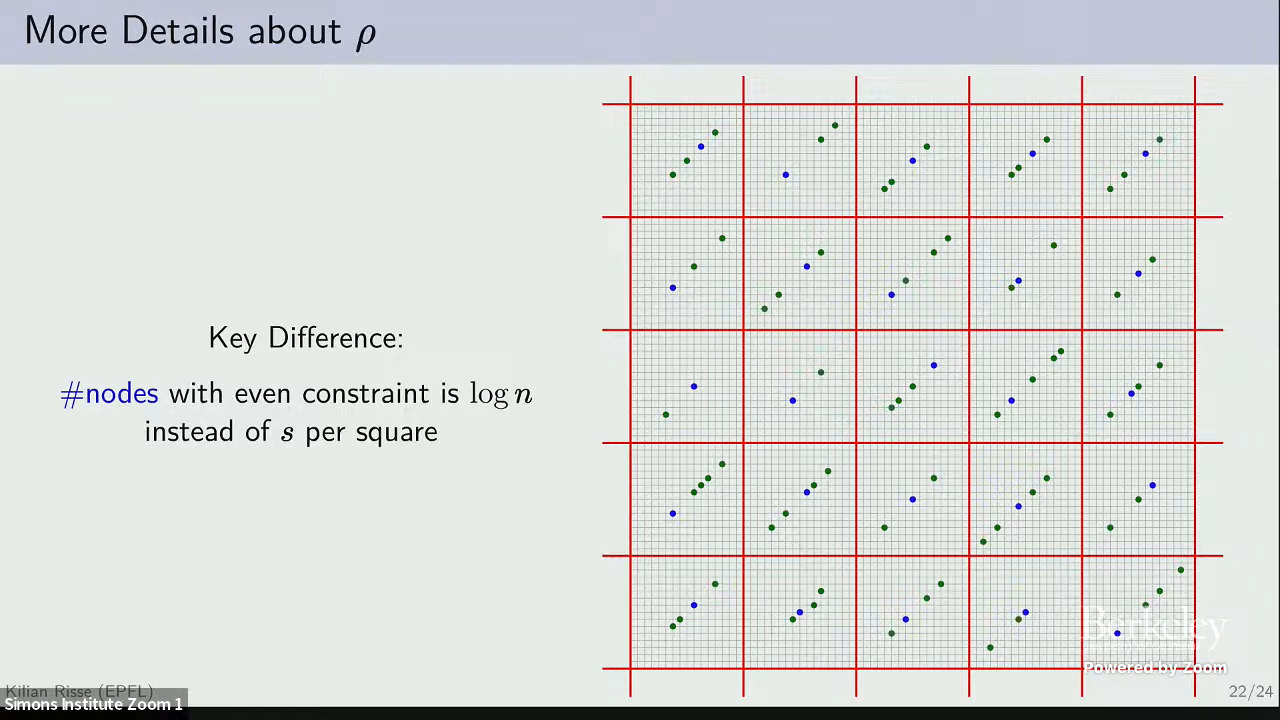 More Details about ρ
Key Difference:
#nodes with even constraint is log n
instead of s per square
Berkeley
Powered by Zoom
Kilian Risse (EPFL)
22/24
Simons Institute Zoom 1